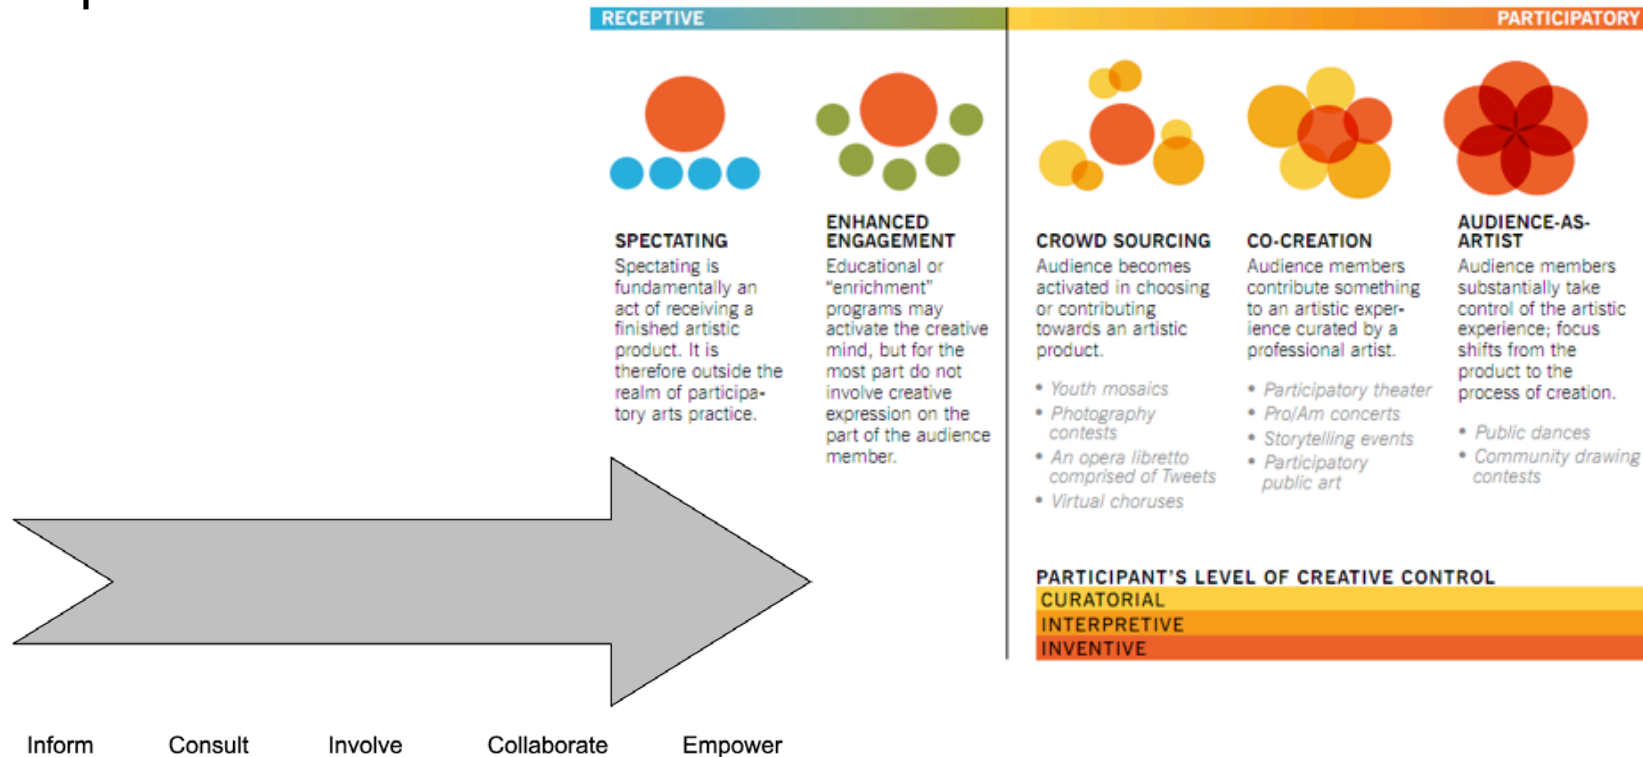 RECEPTIVE
PARTICIPATORY
SPECTATING
Spectating is
fundamentally an
act of receiving a
finished artistic
product. It is
therefore outside the
realm of participa-
tory arts practice.
ENHANCED
ENGAGEMENT
Educational or
“enrichment”
programs may
activate the creative
mind, but for the
most part do not
involve creative
expression on the
part of the audience
member.
CROWD SOURCING
Audience becomes
activated in choosing
or contributing
towards an artistic
product.
• Youth mosaics
• Photography
contests
• An opera libretto
comprised of Tweets
• Virtual choruses
CO-CREATION
Audience members
contribute something
to an artistic exper-
ience curated by a
professional artist.
• Participatory theater
• Pro/Am concerts
• Storytelling events
• Participatory
public art
AUDIENCE-AS-
ARTIST
Audience members
substantially take
control of the artistic
experience; focus
shifts from the
product to the
process of creation.
• Public dances
• Community drawing
contests
PARTICIPANT’S LEVEL OF CREATIVE CONTROL
CURATORIAL
INTERPRETIVE
INVENTIVE
Inform Consult Involve Collaborate Empower